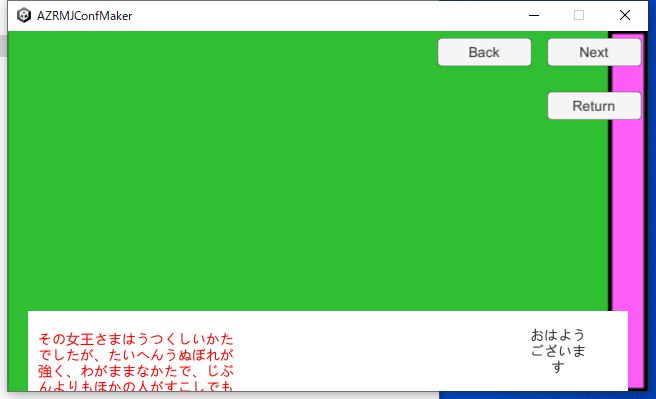 AZRMJConfMaker
Back
Next
Return
その女王さまはうつくしいかた
でしたが、たいへんうぬぼれが
強く、わがままなかたで、じぶ
んよりもほかの人がすこしでも
おはよう
ございま
す